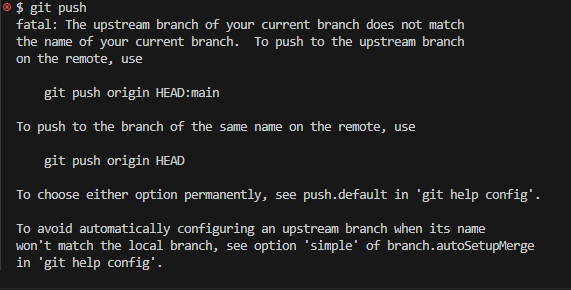 $ git push
fatal: The upstream branch of your current branch does not match
the name of your current branch.  To push to the upstream branch
on the remote, use

    git push origin HEAD:main

To push to the branch of the same name on the remote, use

    git push origin HEAD

To choose either option permanently, see push.default in 'git help config'.

To avoid automatically configuring an upstream branch when its name
won't match the local branch, see option 'simple' of branch.autoSetupMerge
in 'git help config'.